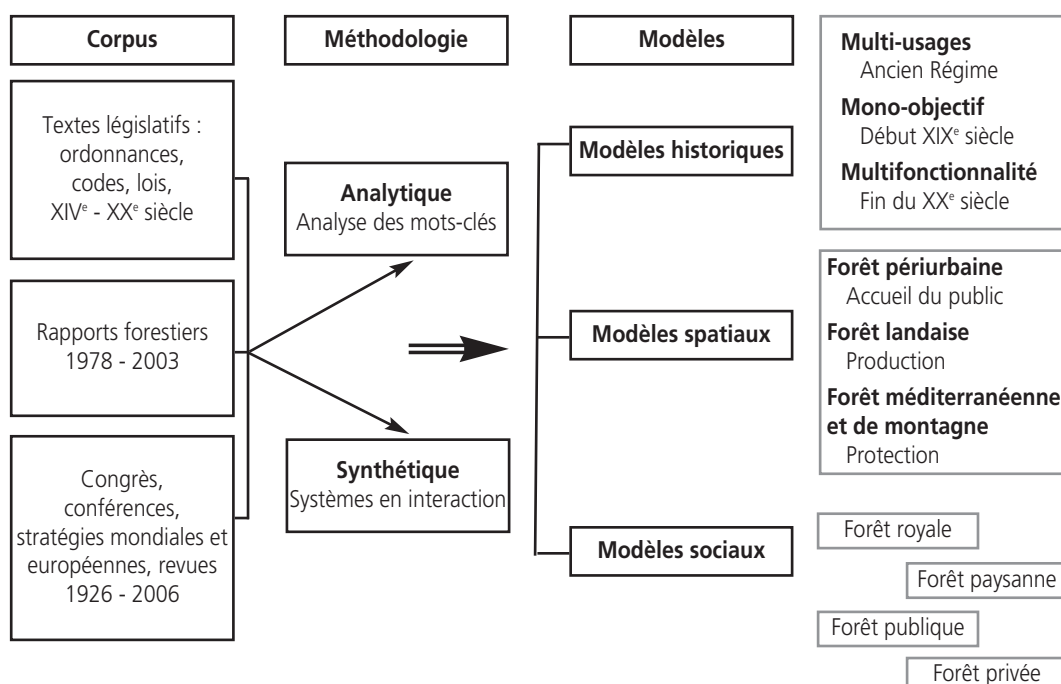 Corpus
Méthodologie
Modèles
Textes législatifs :
ordonnances,
codes, lois,
XIVe - XXe siècle
Rapports forestiers
1978 - 2003
Congrès,
conférences,
stratégies mondiales et
européennes, revues
1926 - 2006
Analytique
Analyse des mots-clés
Synthétique
Systèmes en interaction
Modèles historiques
Modèles spatiaux
Modèles sociaux
Multi-usages
Ancien Régime
Mono-objectif
Début XIXe siècle
Multifonctionnalité
Fin du XXe siècle
Forêt périurbaine
Accueil du public
Forêt landaise
Production
Forêt méditerranéenne
et de montagne
Protection
Forêt royale
Forêt paysanne
Forêt publique
Forêt privée